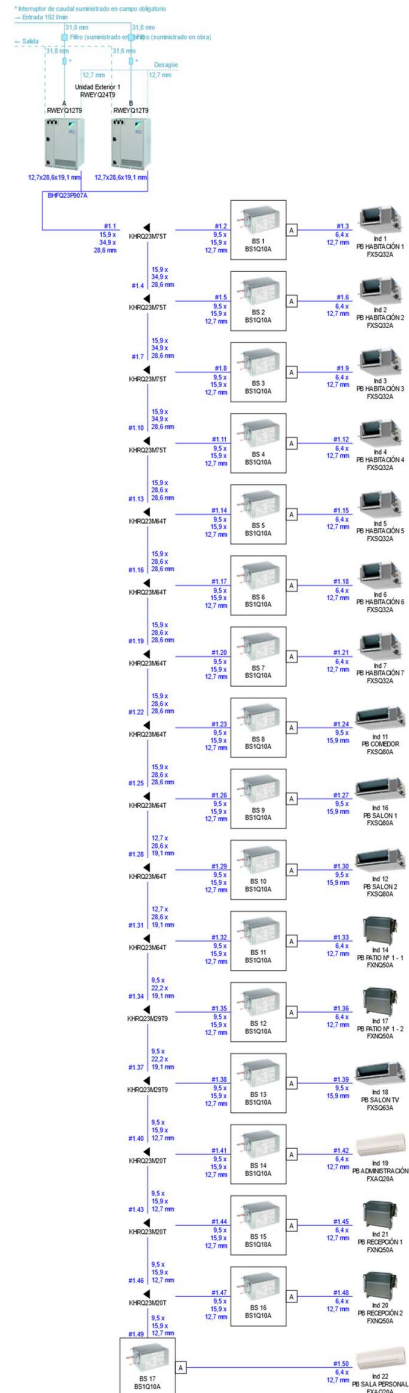 * Interruptor de caudal suministrado en campo obligatorio
Entrada 192 l/min
31,8 mm
31,8 mm
Filtro (suministrado en obra)
Filtro (suministrado en obra)
Salida
31,8 mm
31,8 mm
*
*
Desagüe
12,7 mm
12,7 mm
Unidad Exterior 1
RWEYQ24T9
A
RWEYQ12T9
B
RWEYQ12T9
12,7x28,6x19,1 mm
12,7x28,6x19,1 mm
BHFQ23P907A
#1.1
15,9 x
34,9 x
28,6 mm
KHRQ23M75T
#1.2
9,5 x
15,9 x
12,7 mm
BS 1
BS1Q10A
A
#1.3
6,4 x
12,7 mm
Ind 1
PB HABITACIÓN 1
FXSQ32A
#1.4
15,9 x
34,9 x
28,6 mm
KHRQ23M75T
#1.5
9,5 x
15,9 x
12,7 mm
BS 2
BS1Q10A
A
#1.6
6,4 x
12,7 mm
Ind 2
PB HABITACIÓN 2
FXSQ32A
#1.7
15,9 x
34,9 x
28,6 mm
KHRQ23M75T
#1.8
9,5 x
15,9 x
12,7 mm
BS 3
BS1Q10A
A
#1.9
6,4 x
12,7 mm
Ind 3
PB HABITACIÓN 3
FXSQ32A
#1.10
15,9 x
34,9 x
28,6 mm
KHRQ23M75T
#1.11
9,5 x
15,9 x
12,7 mm
BS 4
BS1Q10A
A
#1.12
6,4 x
12,7 mm
Ind 4
PB HABITACIÓN 4
FXSQ32A
#1.13
15,9 x
28,6 x
28,6 mm
KHRQ23M64T
#1.14
9,5 x
15,9 x
12,7 mm
BS 5
BS1Q10A
A
#1.15
6,4 x
12,7 mm
Ind 5
PB HABITACIÓN 5
FXSQ32A
#1.16
15,9 x
28,6 x
28,6 mm
KHRQ23M64T
#1.17
9,5 x
15,9 x
12,7 mm
BS 6
BS1Q10A
A
#1.18
6,4 x
12,7 mm
Ind 6
PB HABITACIÓN 6
FXSQ32A
#1.19
15,9 x
28,6 x
28,6 mm
KHRQ23M64T
#1.20
9,5 x
15,9 x
12,7 mm
BS 7
BS1Q10A
A
#1.21
6,4 x
12,7 mm
Ind 7
PB HABITACIÓN 7
FXSQ32A
#1.22
15,9 x
28,6 x
28,6 mm
KHRQ23M64T
#1.23
9,5 x
15,9 x
12,7 mm
BS 8
BS1Q10A
A
#1.24
9,5 x
15,9 mm
Ind 11
PB COMEDOR
FXSQ80A
#1.25
15,9 x
28,6 x
28,6 mm
KHRQ23M64T
#1.26
9,5 x
15,9 x
12,7 mm
BS 9
BS1Q10A
A
#1.27
9,5 x
15,9 mm
Ind 16
PB SALON 1
FXSQ80A
#1.28
12,7 x
28,6 x
19,1 mm
KHRQ23M64T
#1.29
9,5 x
15,9 x
12,7 mm
BS 10
BS1Q10A
A
#1.30
9,5 x
15,9 mm
Ind 12
PB SALON 2
FXSQ80A
#1.31
12,7 x
28,6 x
19,1 mm
KHRQ23M64T
#1.32
9,5 x
15,9 x
12,7 mm
BS 11
BS1Q10A
A
#1.33
6,4 x
12,7 mm
Ind 14
PB PATIO Nº 1 - 1
FXNQ50A
#1.34
9,5 x
22,2 x
19,1 mm
KHRQ23M29T9
#1.35
9,5 x
15,9 x
12,7 mm
BS 12
BS1Q10A
A
#1.36
6,4 x
12,7 mm
Ind 17
PB PATIO Nº 1 - 2
FXNQ50A
#1.37
9,5 x
22,2 x
19,1 mm
KHRQ23M29T9
#1.38
9,5 x
15,9 x
12,7 mm
BS 13
BS1Q10A
A
#1.39
9,5 x
15,9 mm
Ind 18
PB SALON TV
FXSQ63A
#1.40
9,5 x
15,9 x
12,7 mm
KHRQ23M20T
#1.41
9,5 x
15,9 x
12,7 mm
BS 14
BS1Q10A
A
#1.42
6,4 x
12,7 mm
Ind 19
PB ADMINISTRACIÓN
FXAQ20A
#1.43
9,5 x
15,9 x
12,7 mm
KHRQ23M20T
#1.44
9,5 x
15,9 x
12,7 mm
BS 15
BS1Q10A
A
#1.45
6,4 x
12,7 mm
Ind 21
PB RECEPCIÓN 1
FXNQ50A
#1.46
9,5 x
15,9 x
12,7 mm
KHRQ23M20T
#1.47
9,5 x
15,9 x
12,7 mm
BS 16
BS1Q10A
A
#1.48
6,4 x
12,7 mm
Ind 20
PB RECEPCIÓN 2
FXNQ50A
#1.49
9,5 x
15,9 x
12,7 mm
BS 17
BS1Q10A
A
#1.50
6,4 x
12,7 mm
Ind 22
PB SALA PERSONAL
FXAQ20A